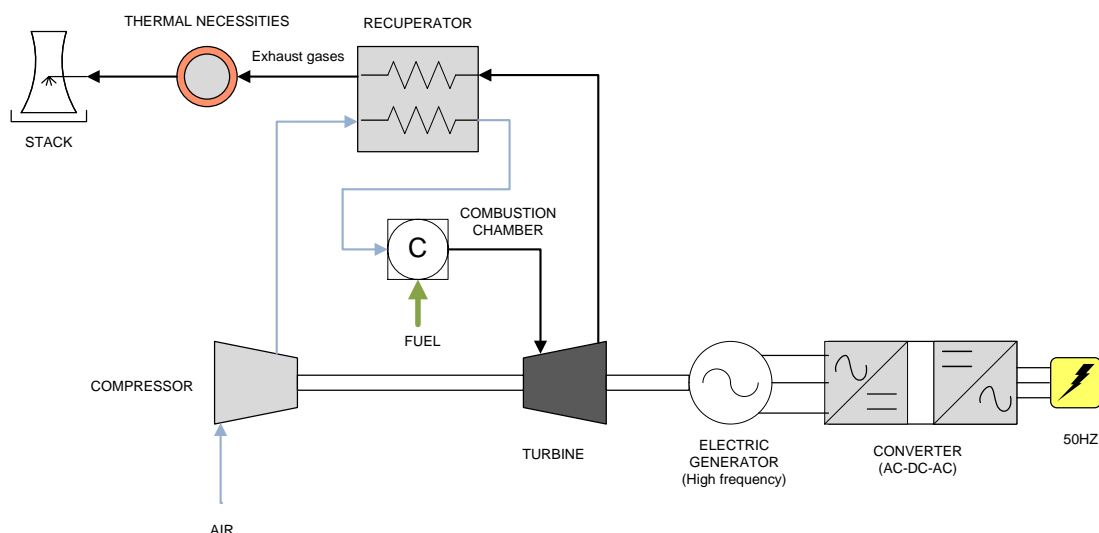 THERMAL NECESSITIES
RECUPERATOR
Exhaust gases
STACK
COMBUSTION
CHAMBER
C
FUEL
COMPRESSOR
TURBINE
ELECTRIC
GENERATOR
(High frequency)
CONVERTER
(AC-DC-AC)
50HZ
AIR